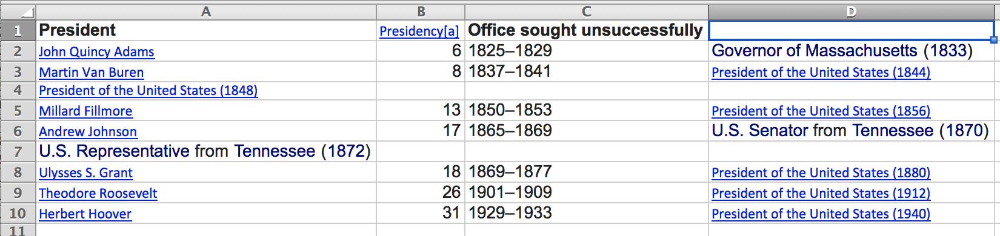 A B C D
1 President Presidency[a] Office sought unsuccessfully
2 John Quincy Adams 6 1825–1829 Governor of Massachusetts (1833)
3 Martin Van Buren 8 1837–1841 President of the United States (1844)
4 President of the United States (1848)
5 Millard Fillmore 13 1850–1853 President of the United States (1856)
6 Andrew Johnson 17 1865–1869 U.S. Senator from Tennessee (1870)
7 U.S. Representative from Tennessee (1872)
8 Ulysses S. Grant 18 1869–1877 President of the United States (1880)
9 Theodore Roosevelt 26 1901–1909 President of the United States (1912)
10 Herbert Hoover 31 1929–1933 President of the United States (1940)
11